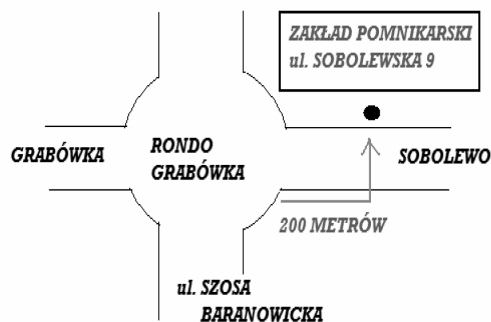 ZAKŁAD POMNIKARSKI
ul. SOBOLEWSKA 9
GRABÓWKA
RONDO
GRABÓWKA
SOBOLEWO
200 METRÓW
ul. SZOSA
BARANOWICKA